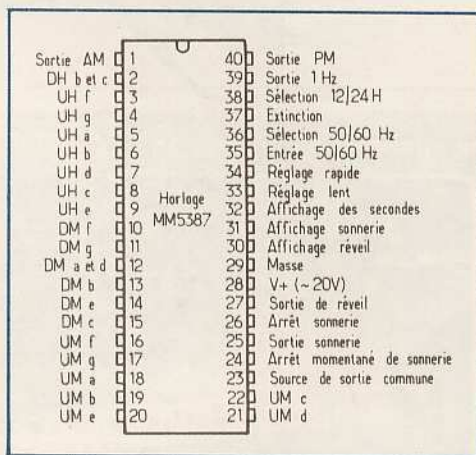 Sortie AM 1 40 Sortie PM
DH b et c 2 39 Sortie 1 Hz
UH f 3 38 Sélection 12/24 H
UH g 4 37 Extinction
UH a 5 36 Sélection 50/60 Hz
UH b 6 35 Entrée 50/60 Hz
UH d 7 34 Réglage rapide
UH c 8 33 Réglage lent
UH e 9 Horloge 32 Affichage des secondes
DM f 10 MM5387 31 Affichage sonnerie
DM g 11 30 Affichage réveil
DM a et d 12 29 Masse
DM b 13 28 V+ (~20V)
DM e 14 27 Sortie de réveil
DM c 15 26 Arrêt sonnerie
UM f 16 25 Sortie sonnerie
UM g 17 24 Arrêt momentané de sonnerie
UM a 18 23 Source de sortie commune
UM b 19 22 UM c
UM e 20 21 UM d